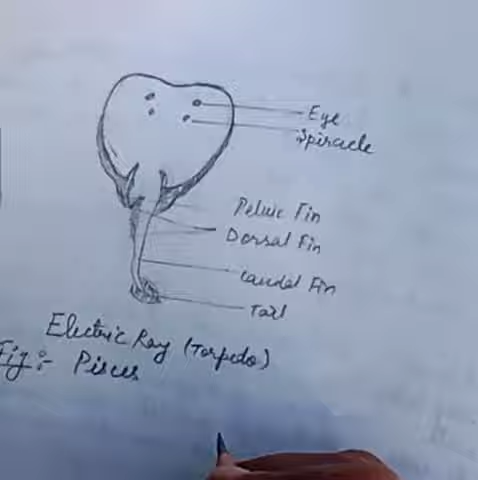 Eye
Spiracle
Pelvic Fin
Dorsal Fin
Caudal Fin
Tail
Electric Ray (Torpedo)
Fig:- Pisces